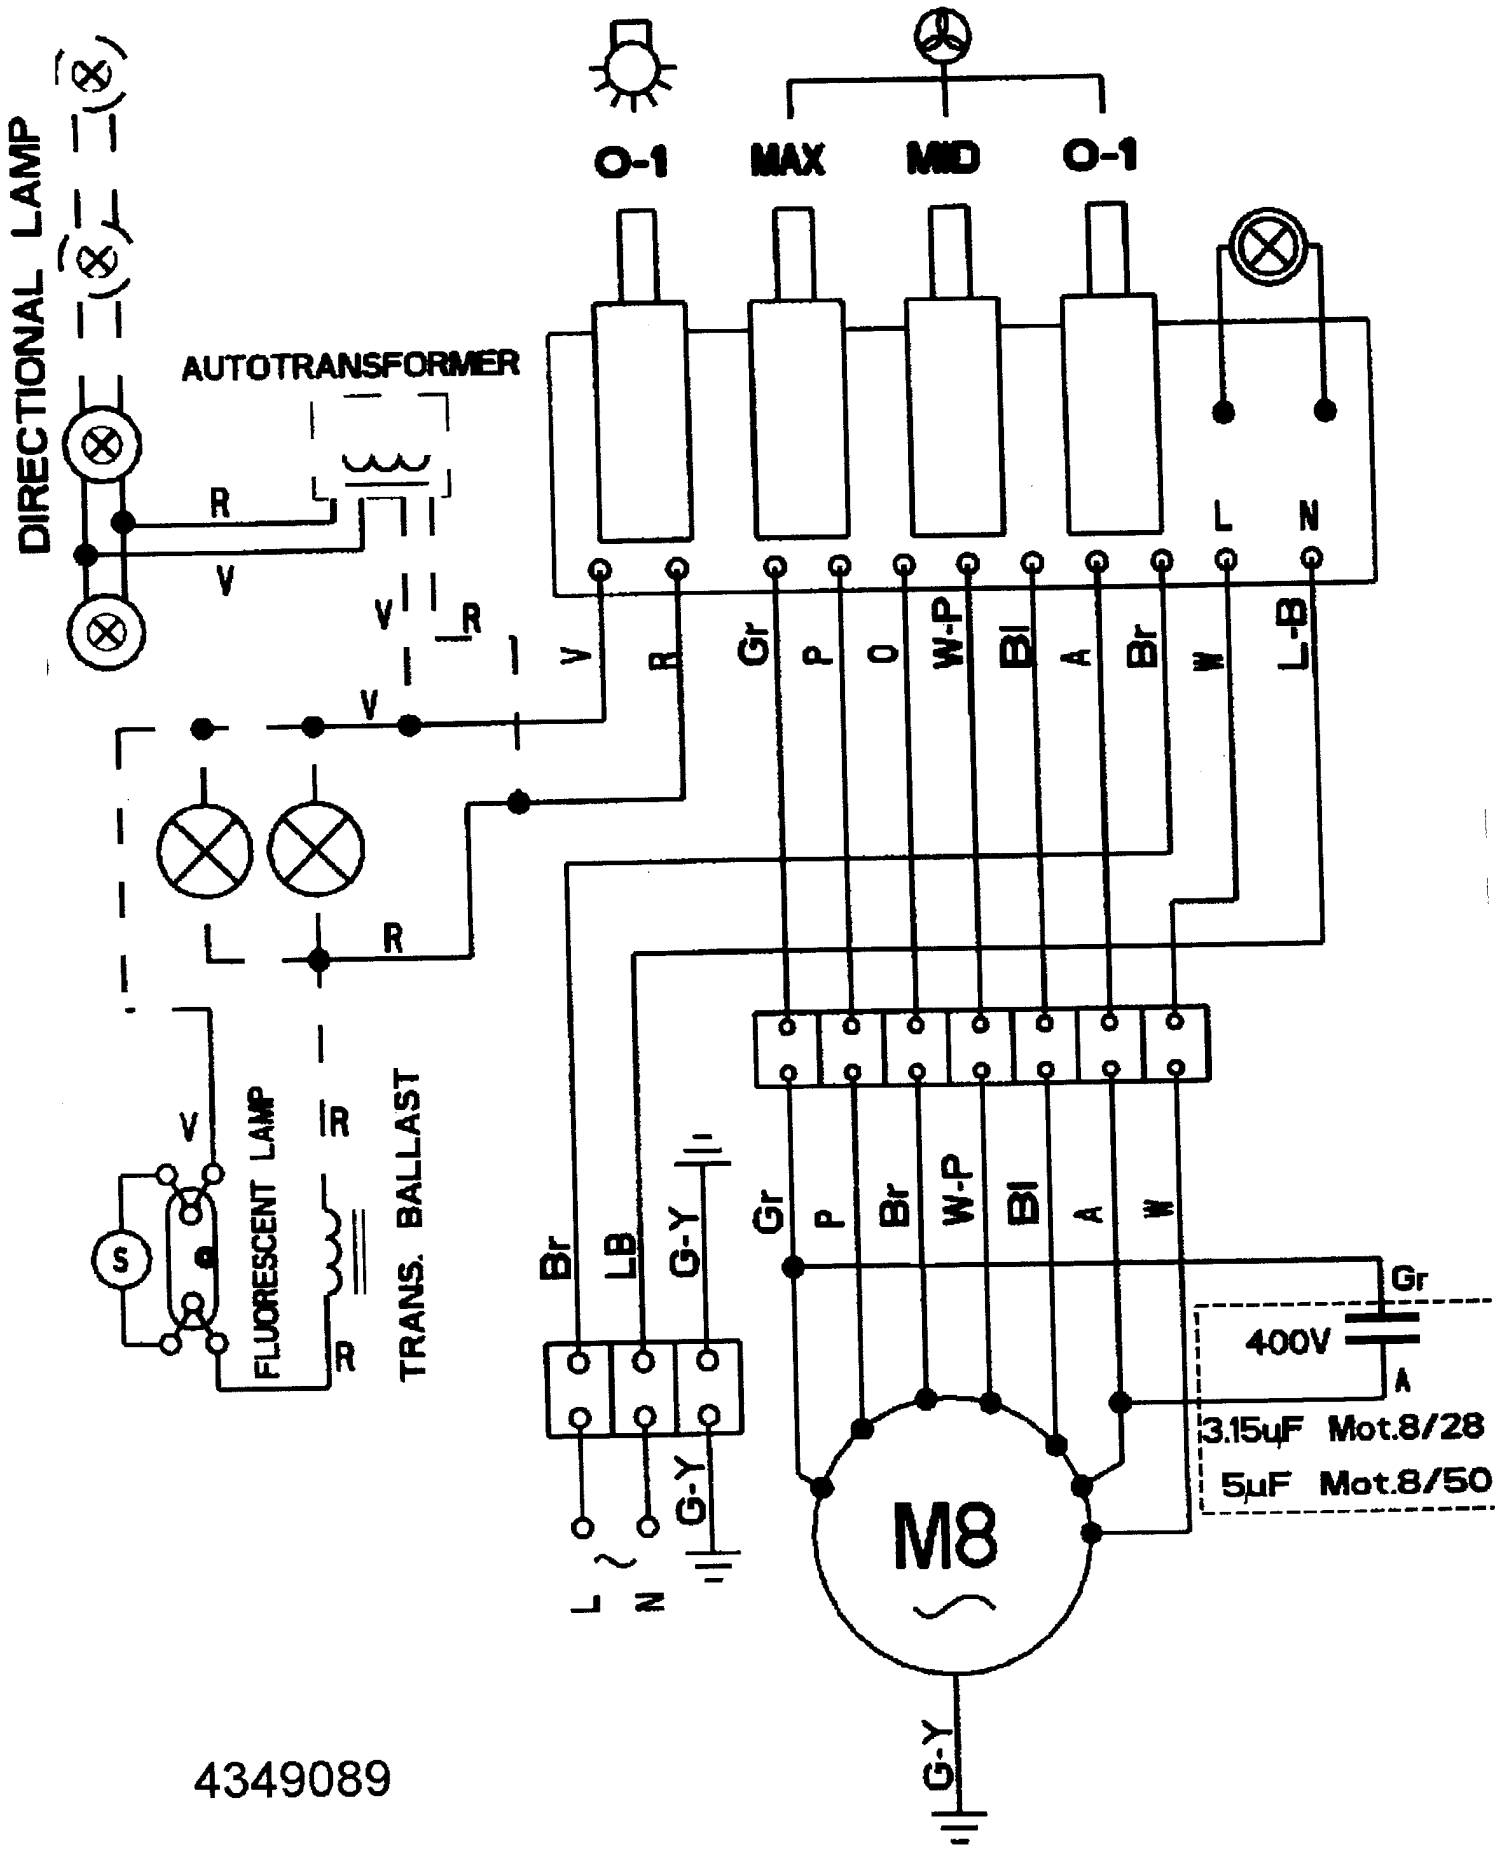 O-1
MAX
MID
O-1
DIRECTIONAL LAMP
AUTOTRANSFORMER
R
V
V
R
L
N
V
R
Gr
P
O
W-P
Bl
A
Br
W
L-B
V
R
V
FLUORESCENT LAMP
R
TRANS. BALLAST
S
R
Br
LB
G-Y
Gr
P
Br
W-P
Bl
A
W
Gr
400V
A
3.15µF Mot.8/28
5µF Mot.8/50
G-Y
L
N
M8
G-Y
4349089